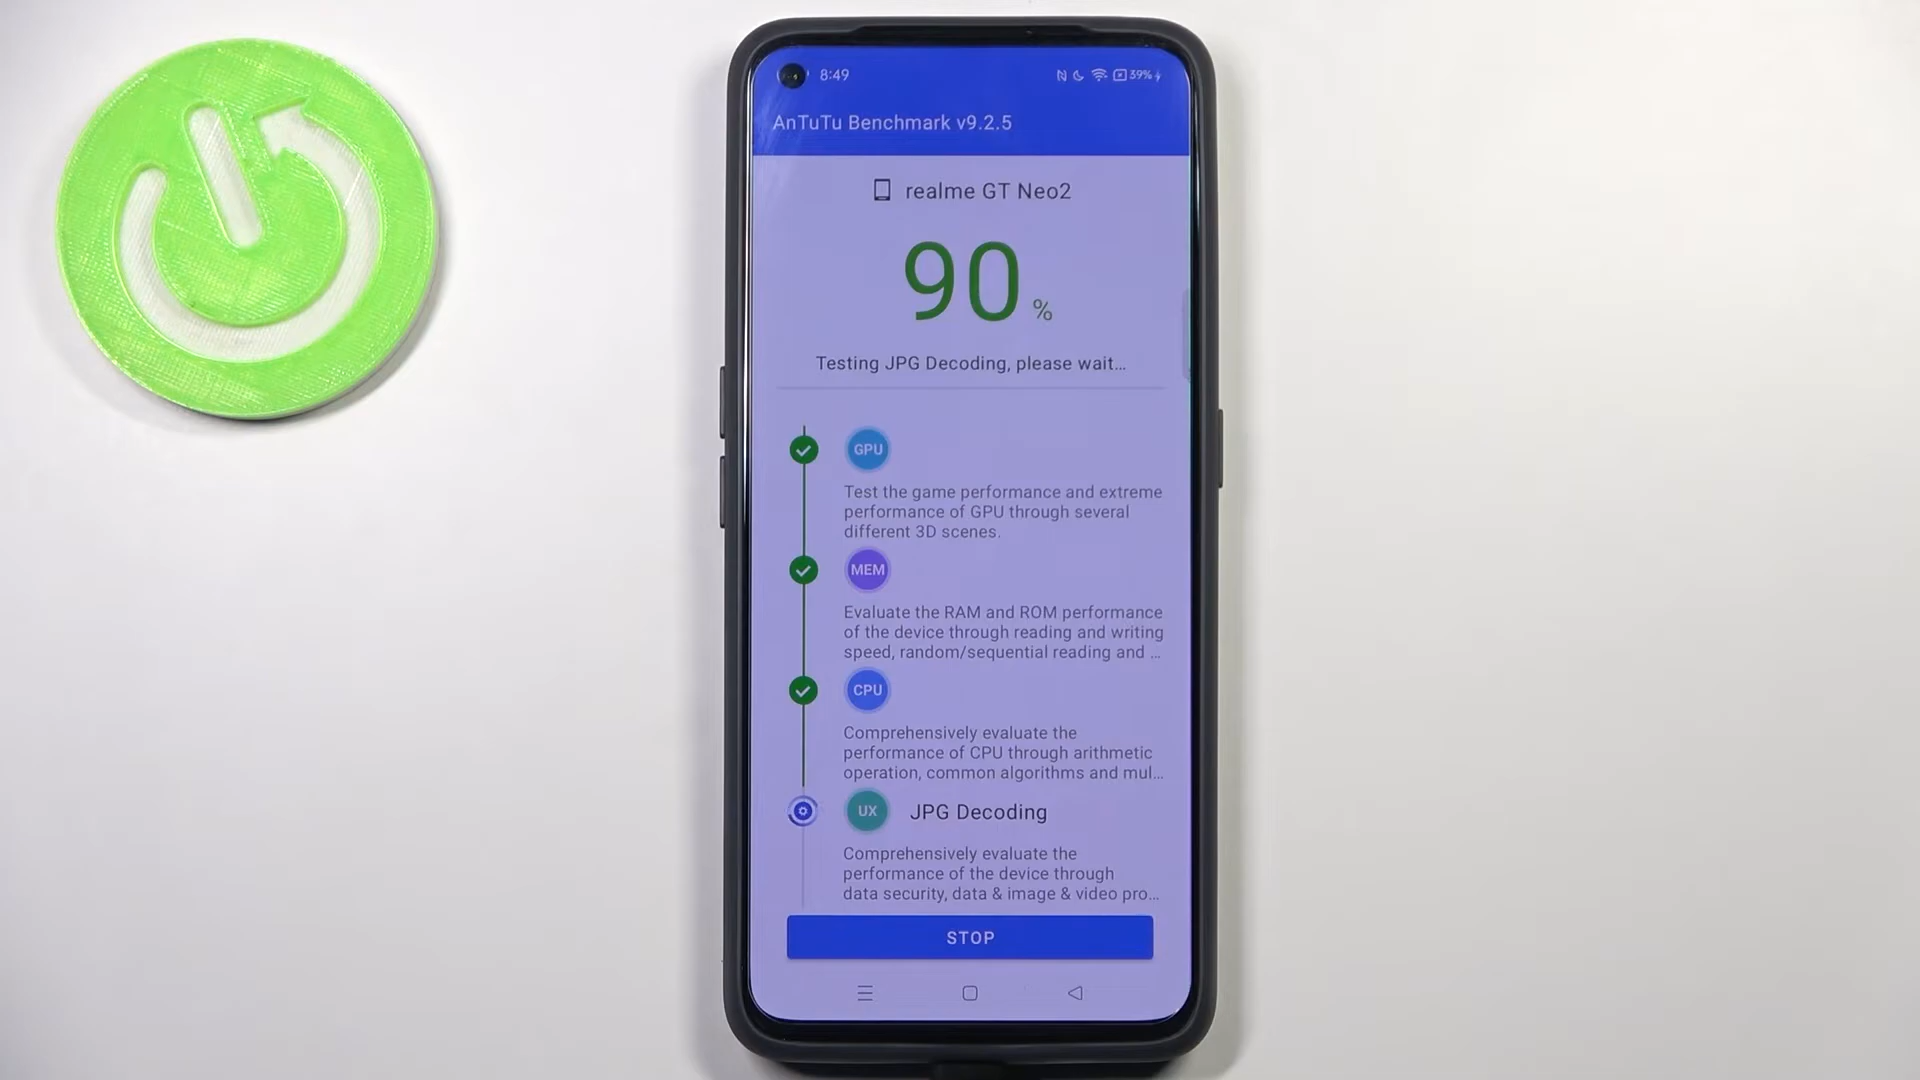 8:49
39%
AnTuTu Benchmark v9.2.5
realme GT Neo2
90 %
Testing JPG Decoding, please wait...
GPU
Test the game performance and extreme
performance of GPU through several
different 3D scenes.
MEM
Evaluate the RAM and ROM performance
of the device through reading and writing
speed, random/sequential reading and ...
CPU
Comprehensively evaluate the
performance of CPU through arithmetic
operation, common algorithms and mul...
UX JPG Decoding
Comprehensively evaluate the
performance of the device through
data security, data & image & video pro...
STOP